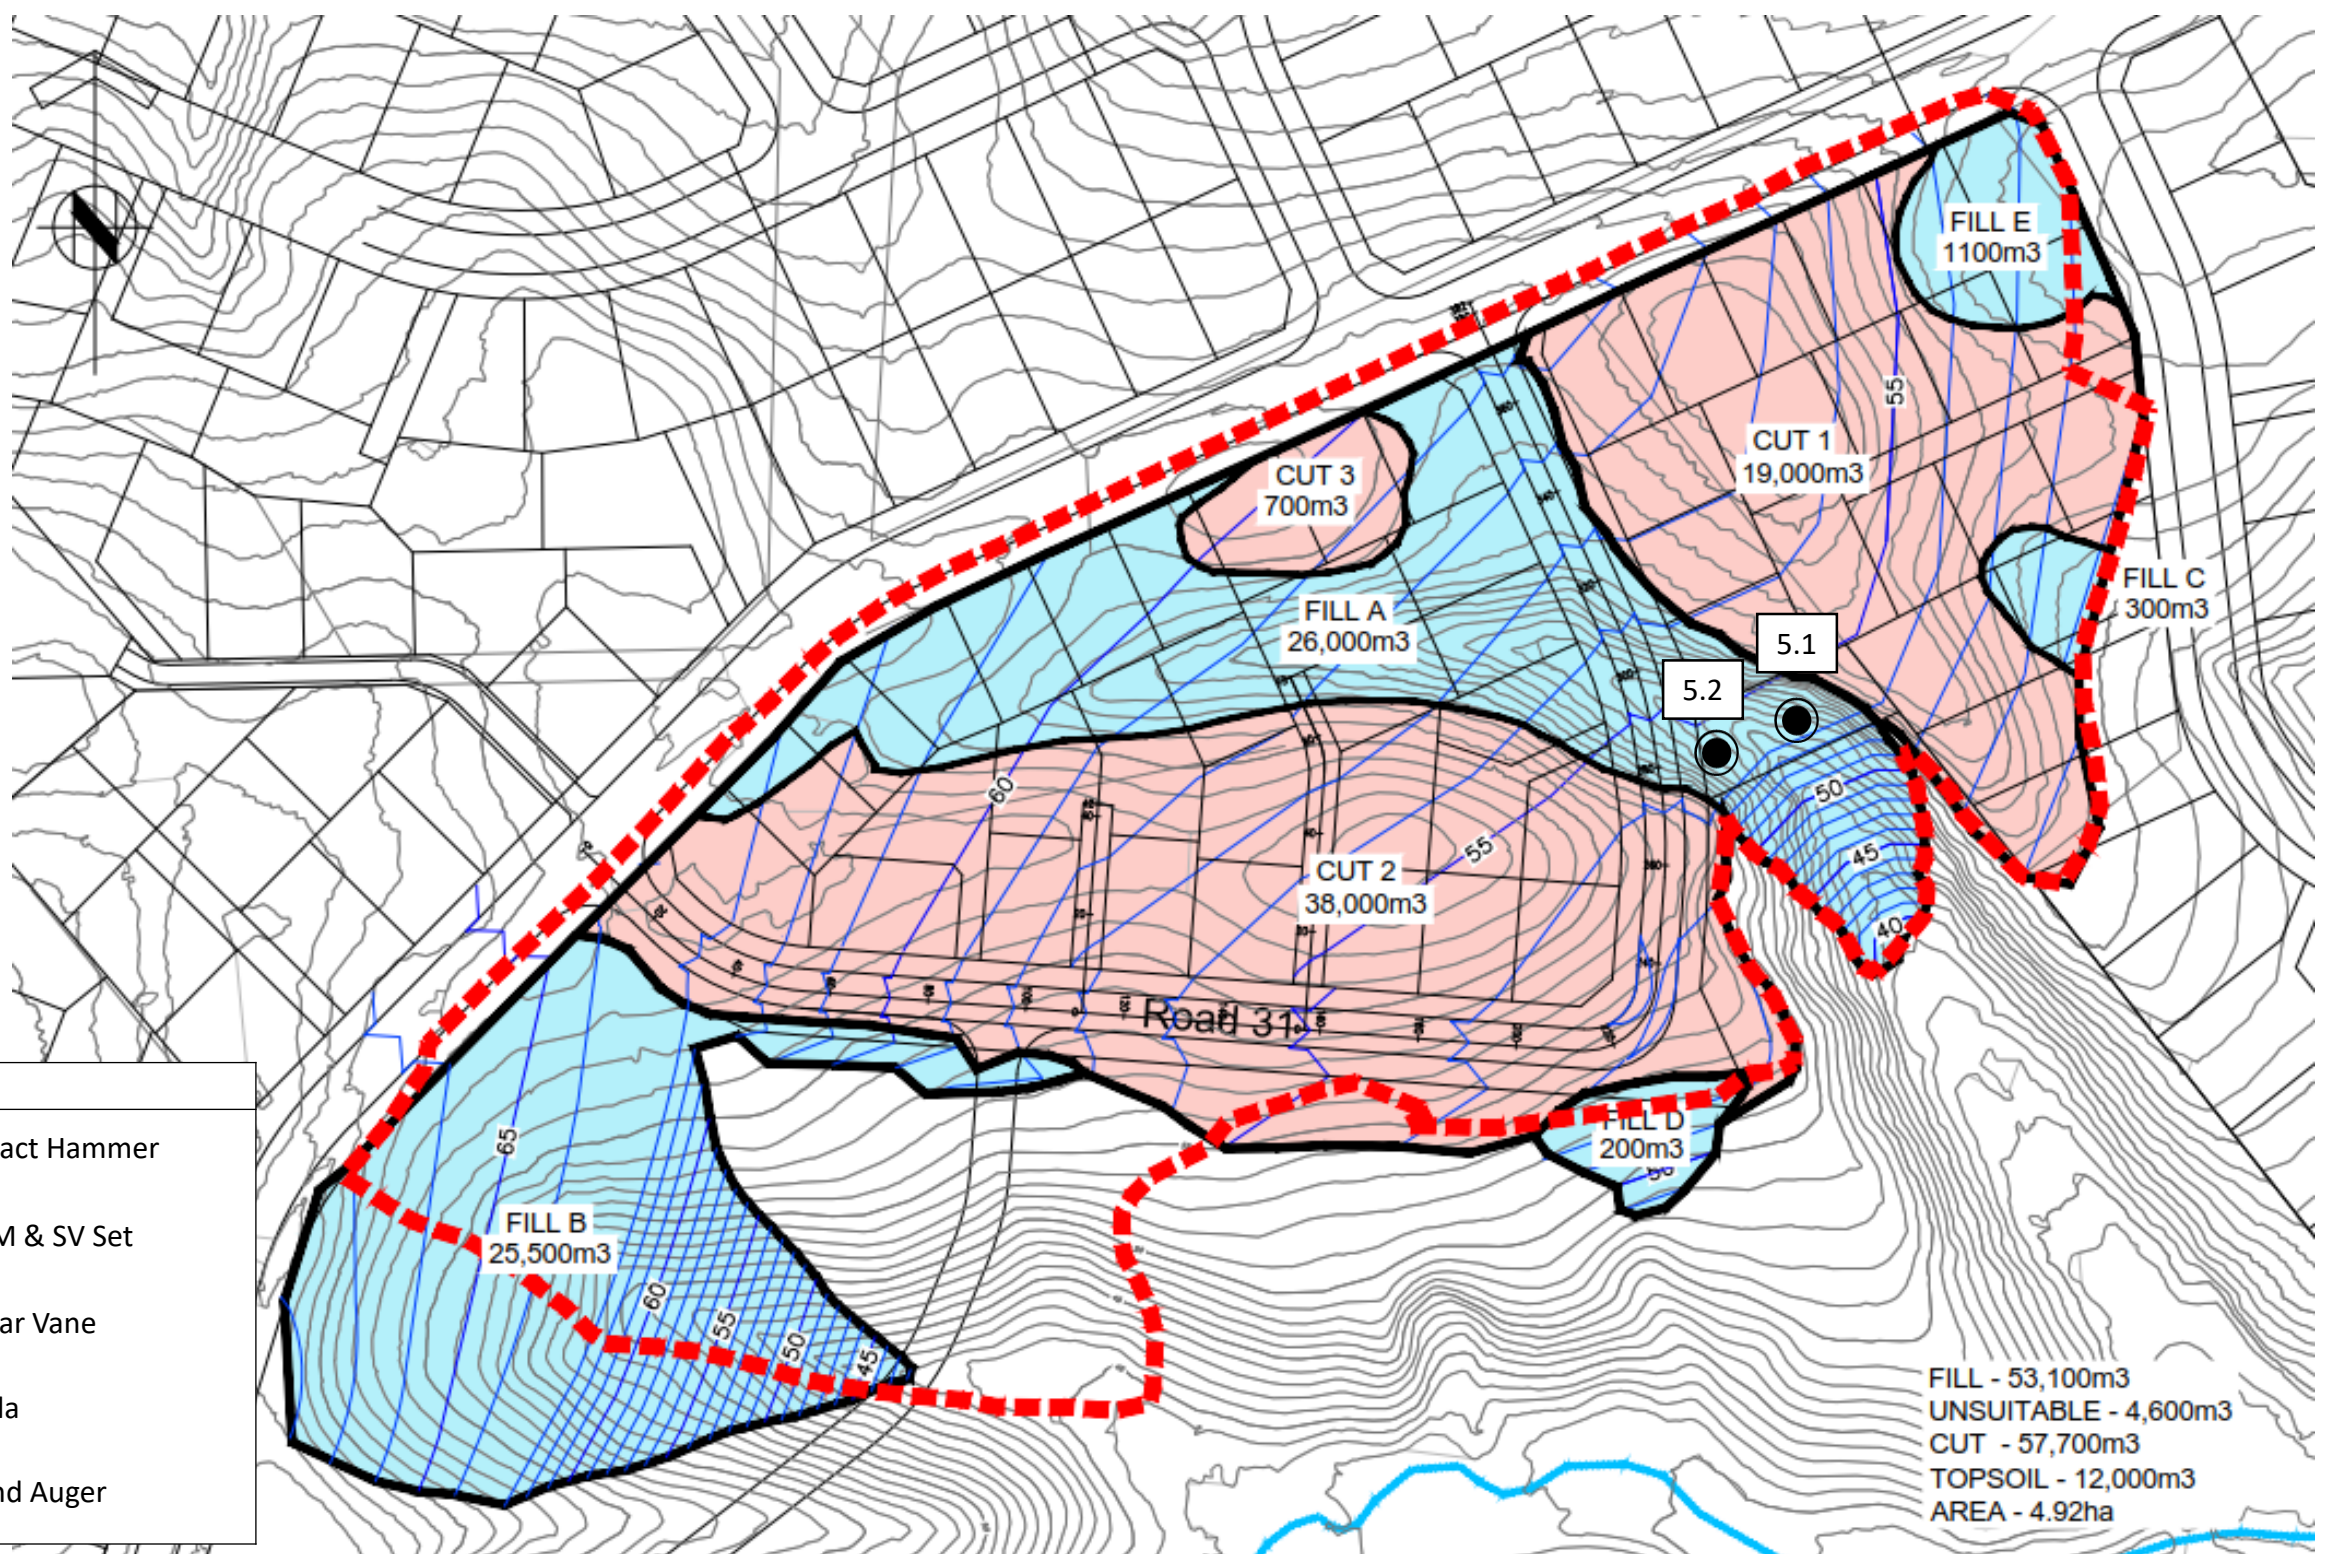 FILL E
1100m3
55
CUT 1
19,000m3
CUT 3
700m3
FILL C
300m3
FILL A
26,000m3
5.1
5.2
60
50
55
45
CUT 2
38,000m3
40
Road 31
65
FILL D
200m3
50
FILL B
25,500m3
60
55
50
45
act Hammer
M & SV Set
ar Vane
la
nd Auger
FILL - 53,100m3
UNSUITABLE - 4,600m3
CUT - 57,700m3
TOPSOIL - 12,000m3
AREA - 4.92ha